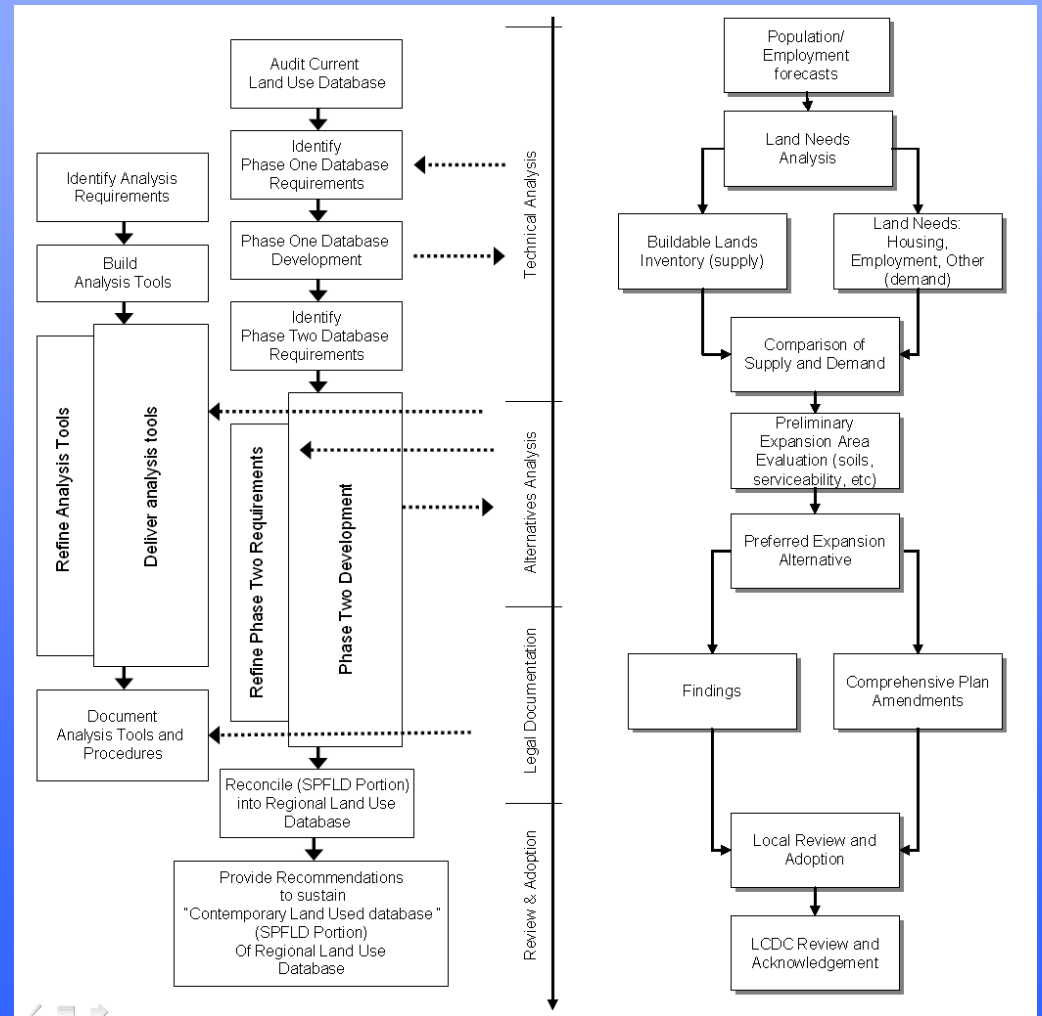 Audit Current
Land Use Database
Identify
Phase One Database
Requirements
Phase One Database
Development
Identify
Phase Two Database
Requirements
Refine Phase Two Requirements
Phase Two Development
Reconcile (SPFLD Portion)
into Regional Land Use
Database
Provide Recommendations
to sustain
"Contemporary Land Used database "
(SPFLD Portion)
Of Regional Land Use
Database
Identify Analysis
Requirements
Build
Analysis Tools
Refine Analysis Tools
Deliver analysis tools
Document
Analysis Tools and
Procedures
Technical Analysis
Alternatives Analysis
Legal Documentation
Review & Adoption
Population/
Employment
forecasts
Land Needs
Analysis
Buildable Lands
Inventory (supply)
Land Needs:
Housing,
Employment, Other
(demand)
Comparison of
Supply and Demand
Preliminary
Expansion Area
Evaluation (soils,
serviceability, etc)
Preferred Expansion
Alternative
Findings
Comprehensive Plan
Amendments
Local Review and
Adoption
LCDC Review and
Acknowledgement